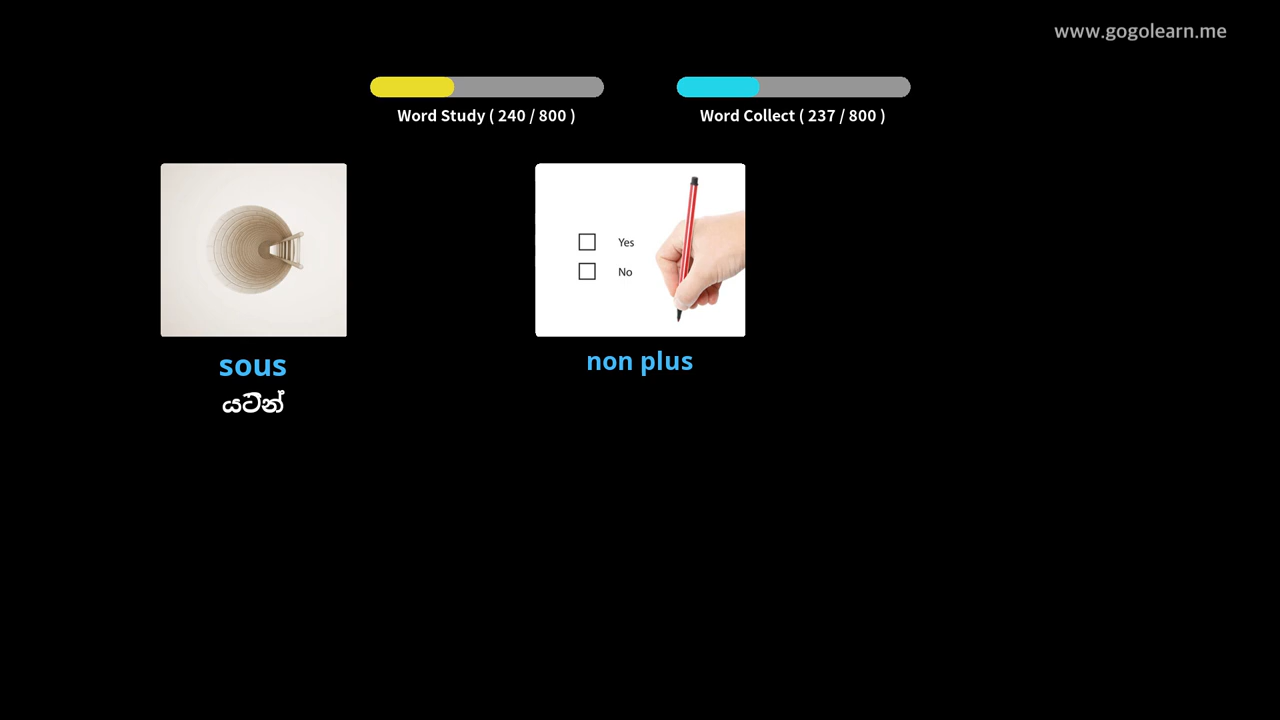 www.gogolearn.me
Word Study ( 240 / 800 )
Word Collect ( 237 / 800 )
Yes
No
sous
non plus
යටින්